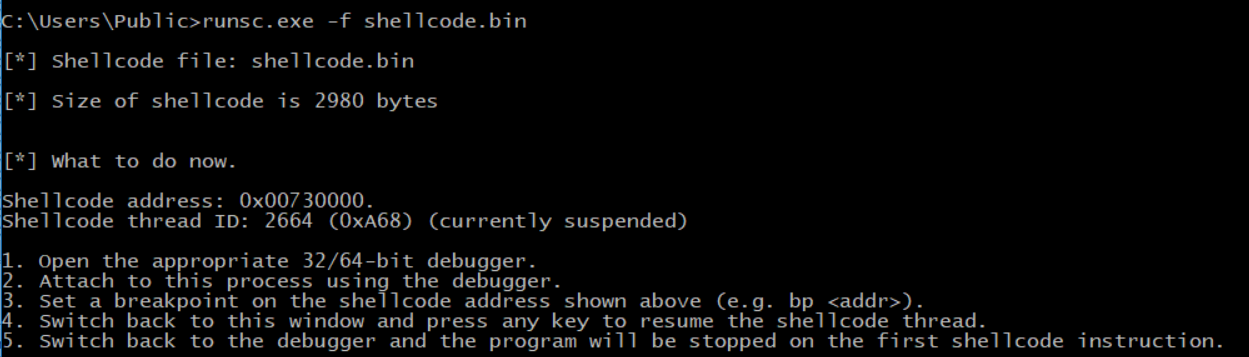 C:\Users\Public>runsc.exe -f shellcode.bin
[*] Shellcode file: shellcode.bin
[*] Size of shellcode is 2980 bytes
[*] What to do now.
Shellcode address: 0x00730000.
Shellcode thread ID: 2664 (0xA68) (currently suspended)
1. Open the appropriate 32/64-bit debugger.
2. Attach to this process using the debugger.
3. Set a breakpoint on the shellcode address shown above (e.g. bp <addr>).
4. Switch back to this window and press any key to resume the shellcode thread.
5. Switch back to the debugger and the program will be stopped on the first shellcode instruction.